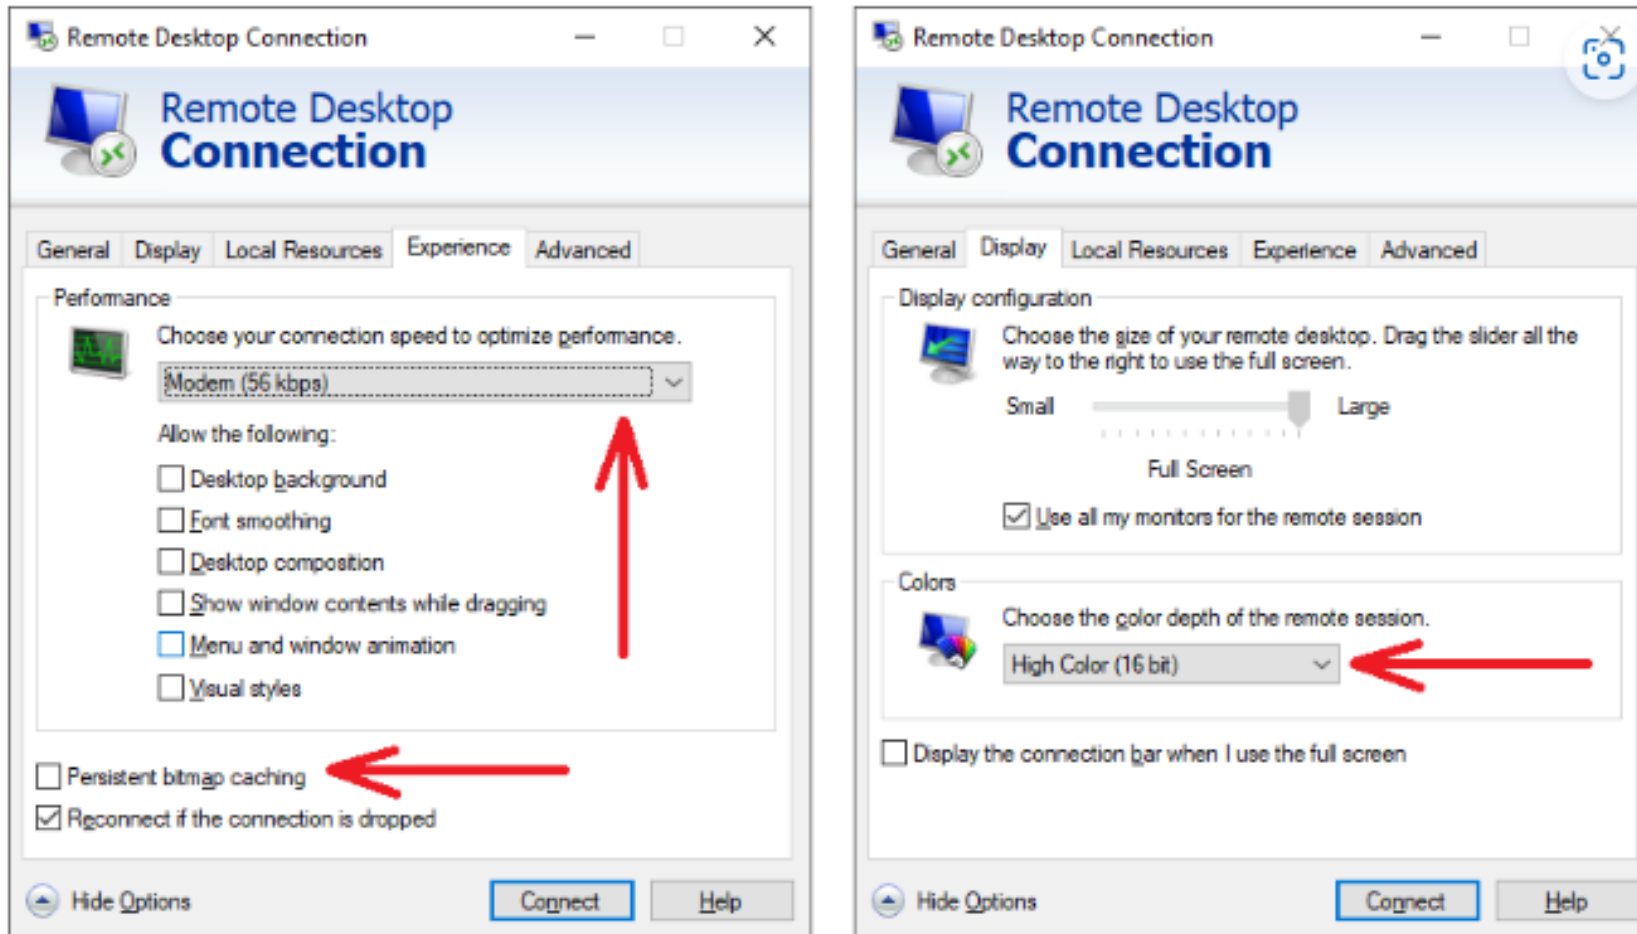 Remote Desktop Connection
Remote Desktop
Connection
General Display Local Resources Experience Advanced
Performance
Choose your connection speed to optimize performance.
Modem (56 kbps)
Allow the following:
Desktop background
Font smoothing
Desktop composition
Show window contents while dragging
Menu and window animation
Visual styles
Persistent bitmap caching
Reconnect if the connection is dropped
Hide Options Connect Help
Remote Desktop Connection
Remote Desktop
Connection
General Display Local Resources Experience Advanced
Display configuration
Choose the size of your remote desktop. Drag the slider all the
way to the right to use the full screen.
Small Large
Full Screen
Use all my monitors for the remote session
Colors
Choose the color depth of the remote session.
High Color (16 bit)
Display the connection bar when I use the full screen
Hide Options Connect Help